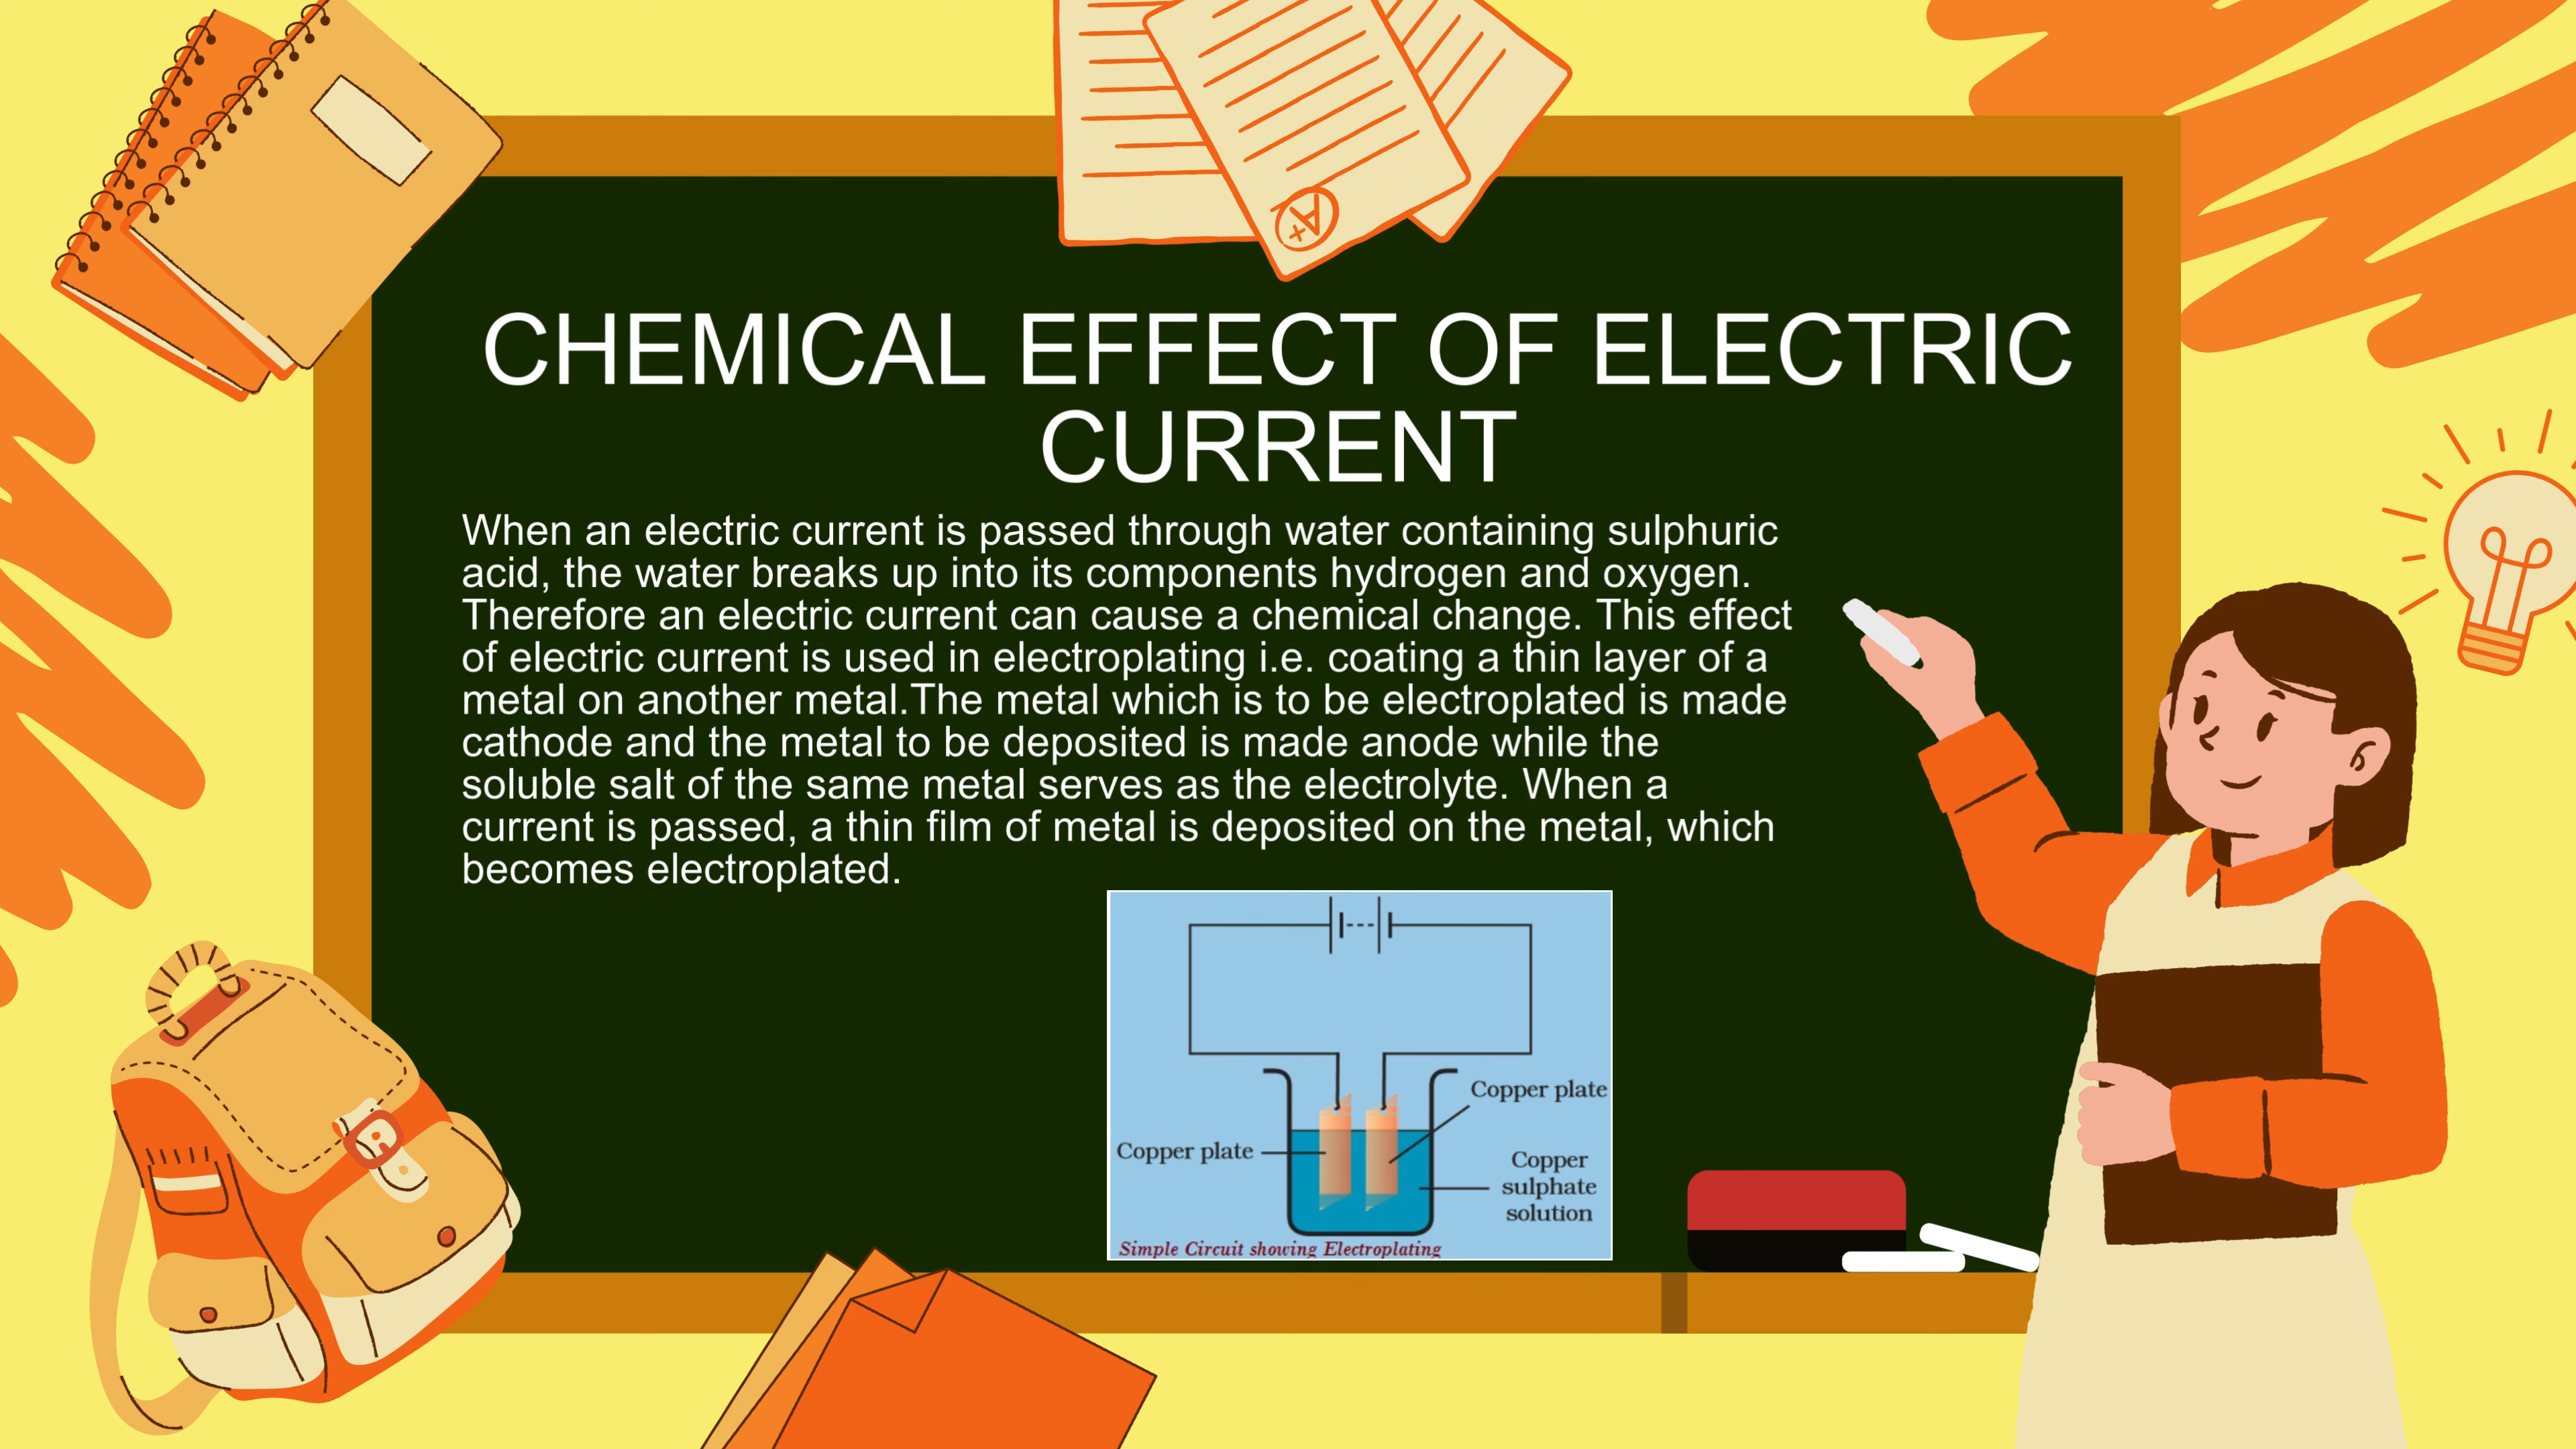 A+
CHEMICAL EFFECT OF ELECTRIC
CURRENT
When an electric current is passed through water containing sulphuric
acid, the water breaks up into its components hydrogen and oxygen.
Therefore an electric current can cause a chemical change. This effect
of electric current is used in electroplating i.e. coating a thin layer of a
metal on another metal.The metal which is to be electroplated is made
cathode and the metal to be deposited is made anode while the
soluble salt of the same metal serves as the electrolyte. When a
current is passed, a thin film of metal is deposited on the metal, which
becomes electroplated.
Copper plate
Copper plate
Copper
sulphate
solution
Simple Circuit showing Electroplating